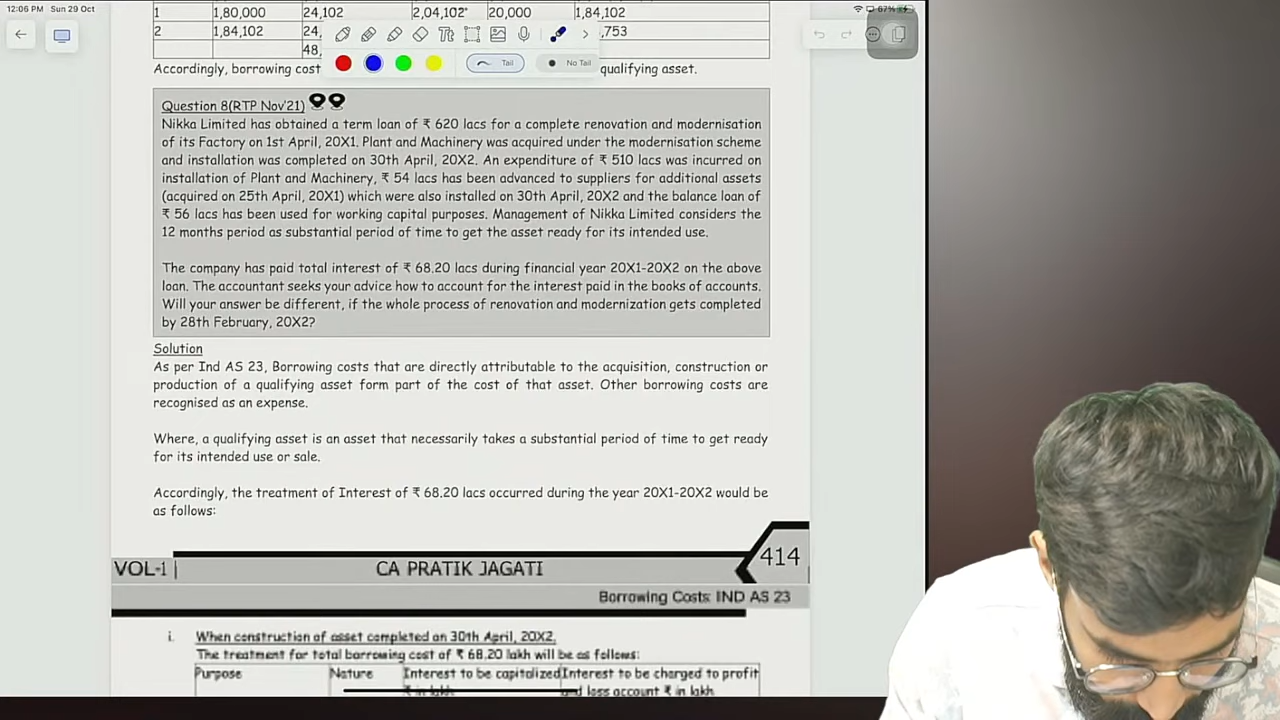 12:06 PM Sun 29 Oct
67%
1 1,80,000 24,102 2,04,102 20,000 1,84,102
2 1,84,102 24, ,753
48,
Tail
No Tail
Accordingly, borrowing cost qualifying asset.
Question 8(RTP Nov'21)
Nikka Limited has obtained a term loan of ₹ 620 lacs for a complete renovation and modernisation
of its Factory on 1st April, 20X1. Plant and Machinery was acquired under the modernisation scheme
and installation was completed on 30th April, 20X2. An expenditure of ₹ 510 lacs was incurred on
installation of Plant and Machinery, ₹ 54 lacs has been advanced to suppliers for additional assets
(acquired on 25th April, 20X1) which were also installed on 30th April, 20X2 and the balance loan of
₹ 56 lacs has been used for working capital purposes. Management of Nikka Limited considers the
12 months period as substantial period of time to get the asset ready for its intended use.
The company has paid total interest of ₹ 68.20 lacs during financial year 20X1-20X2 on the above
loan. The accountant seeks your advice how to account for the interest paid in the books of accounts.
Will your answer be different, if the whole process of renovation and modernization gets completed
by 28th February, 20X2?
Solution
As per Ind AS 23, Borrowing costs that are directly attributable to the acquisition, construction or
production of a qualifying asset form part of the cost of that asset. Other borrowing costs are
recognised as an expense.
Where, a qualifying asset is an asset that necessarily takes a substantial period of time to get ready
for its intended use or sale.
Accordingly, the treatment of Interest of ₹ 68.20 lacs occurred during the year 20X1-20X2 would be
as follows:
414
VOL-1 | CA PRATIK JAGATI
Borrowing Costs: IND AS 23
i. When construction of asset completed on 30th April, 20X2.
The treatment for total borrowing cost of ₹ 68.20 lakh will be as follows:
Purpose Nature Interest to be capitalized Interest to be charged to profit
₹ in lakh and loss account ₹ in lakh